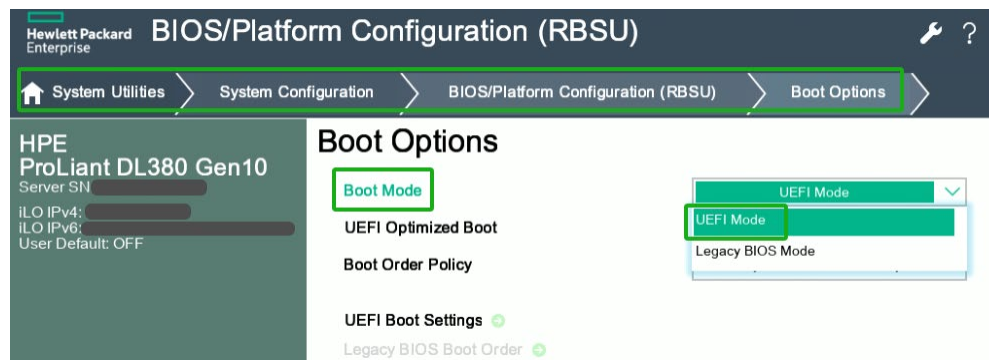 Hewlett Packard
Enterprise
BIOS/Platform Configuration (RBSU)
?
System Utilities
System Configuration
BIOS/Platform Configuration (RBSU)
Boot Options
HPE
ProLiant DL380 Gen10
Server SN
iLO IPv4:
iLO IPv6:
User Default: OFF
Boot Options
Boot Mode
UEFI Mode
UEFI Mode
Legacy BIOS Mode
UEFI Optimized Boot
Boot Order Policy
UEFI Boot Settings
Legacy BIOS Boot Order